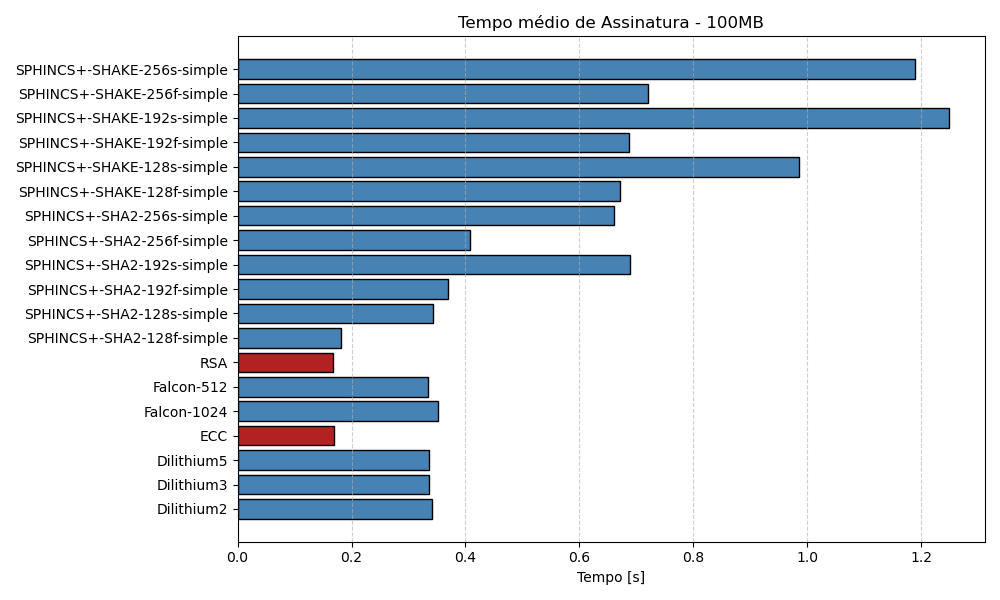 Tempo médio de Assinatura - 100MB
SPHINCS+-SHAKE-256s-simple
SPHINCS+-SHAKE-256f-simple
SPHINCS+-SHAKE-192s-simple
SPHINCS+-SHAKE-192f-simple
SPHINCS+-SHAKE-128s-simple
SPHINCS+-SHAKE-128f-simple
SPHINCS+-SHA2-256s-simple
SPHINCS+-SHA2-256f-simple
SPHINCS+-SHA2-192s-simple
SPHINCS+-SHA2-192f-simple
SPHINCS+-SHA2-128s-simple
SPHINCS+-SHA2-128f-simple
RSA
Falcon-512
Falcon-1024
ECC
Dilithium5
Dilithium3
Dilithium2
0.0 0.2 0.4 0.6 0.8 1.0 1.2
Tempo [s]